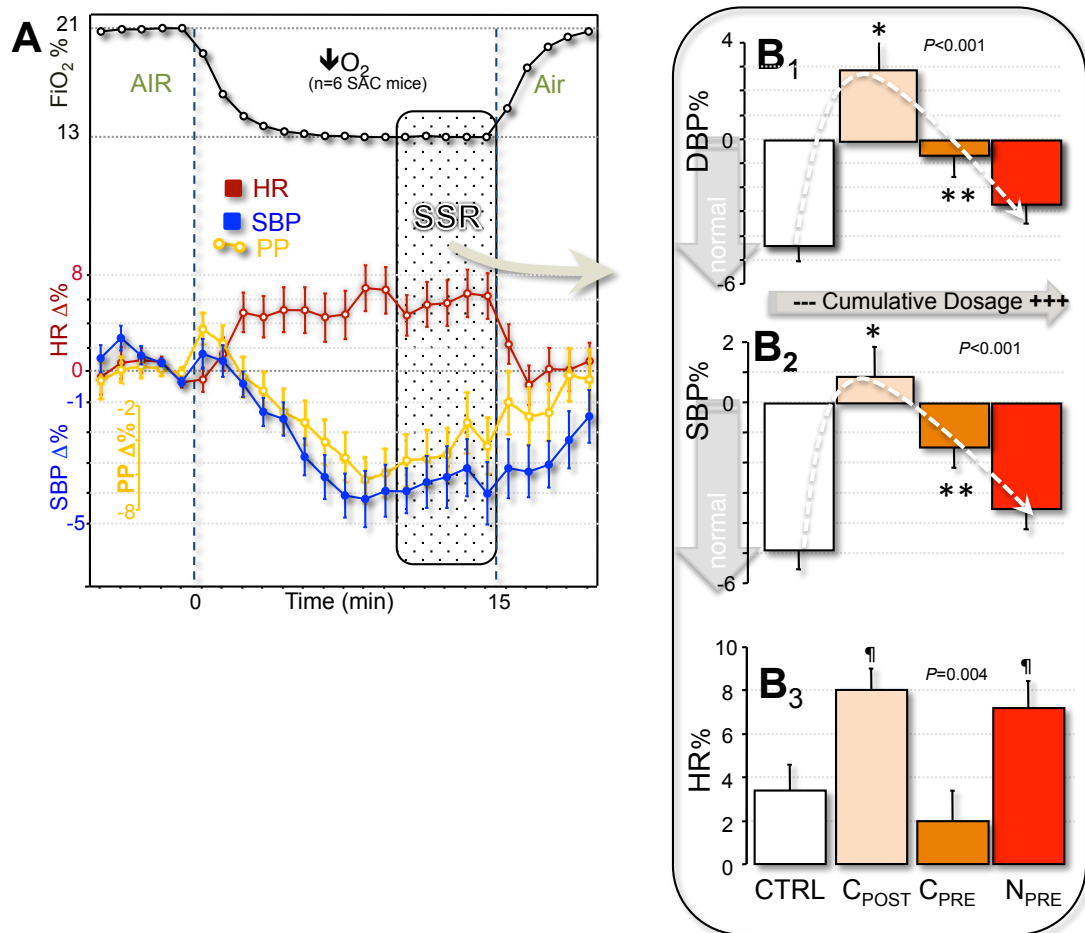 A
21
FiO2 %
AIR
↓O2
(n=6 SAC mice)
Air
13
HR
SBP
PP
SSR
8
HR Δ%
0
-1
-2
PP Δ%
SBP Δ%
-5
-8
0
Time (min)
15
B1
P<0.001
*
4
DBP%
0
**
normal
-6
--- Cumulative Dosage +++
B2
P<0.001
*
2
SBP%
0
**
normal
-6
B3
P=0.004
¶
¶
10
8
6
HR%
4
2
0
CTRL CPOST CPRE NPRE